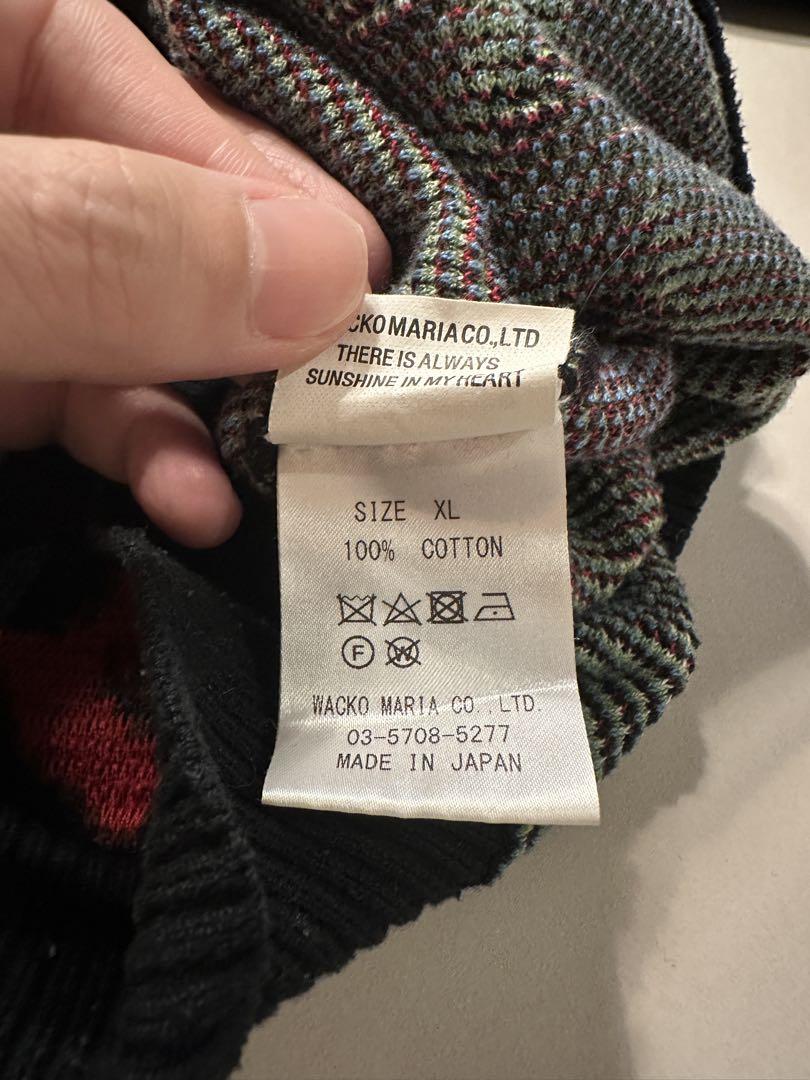 CKO MARIA CO.,LTD
THERE IS ALWAYS
SUNSHINE IN MY HEART
SIZE XL
100% COTTON
F W
WACKO MARIA CO.,LTD.
03-5708-5277
MADE IN JAPAN